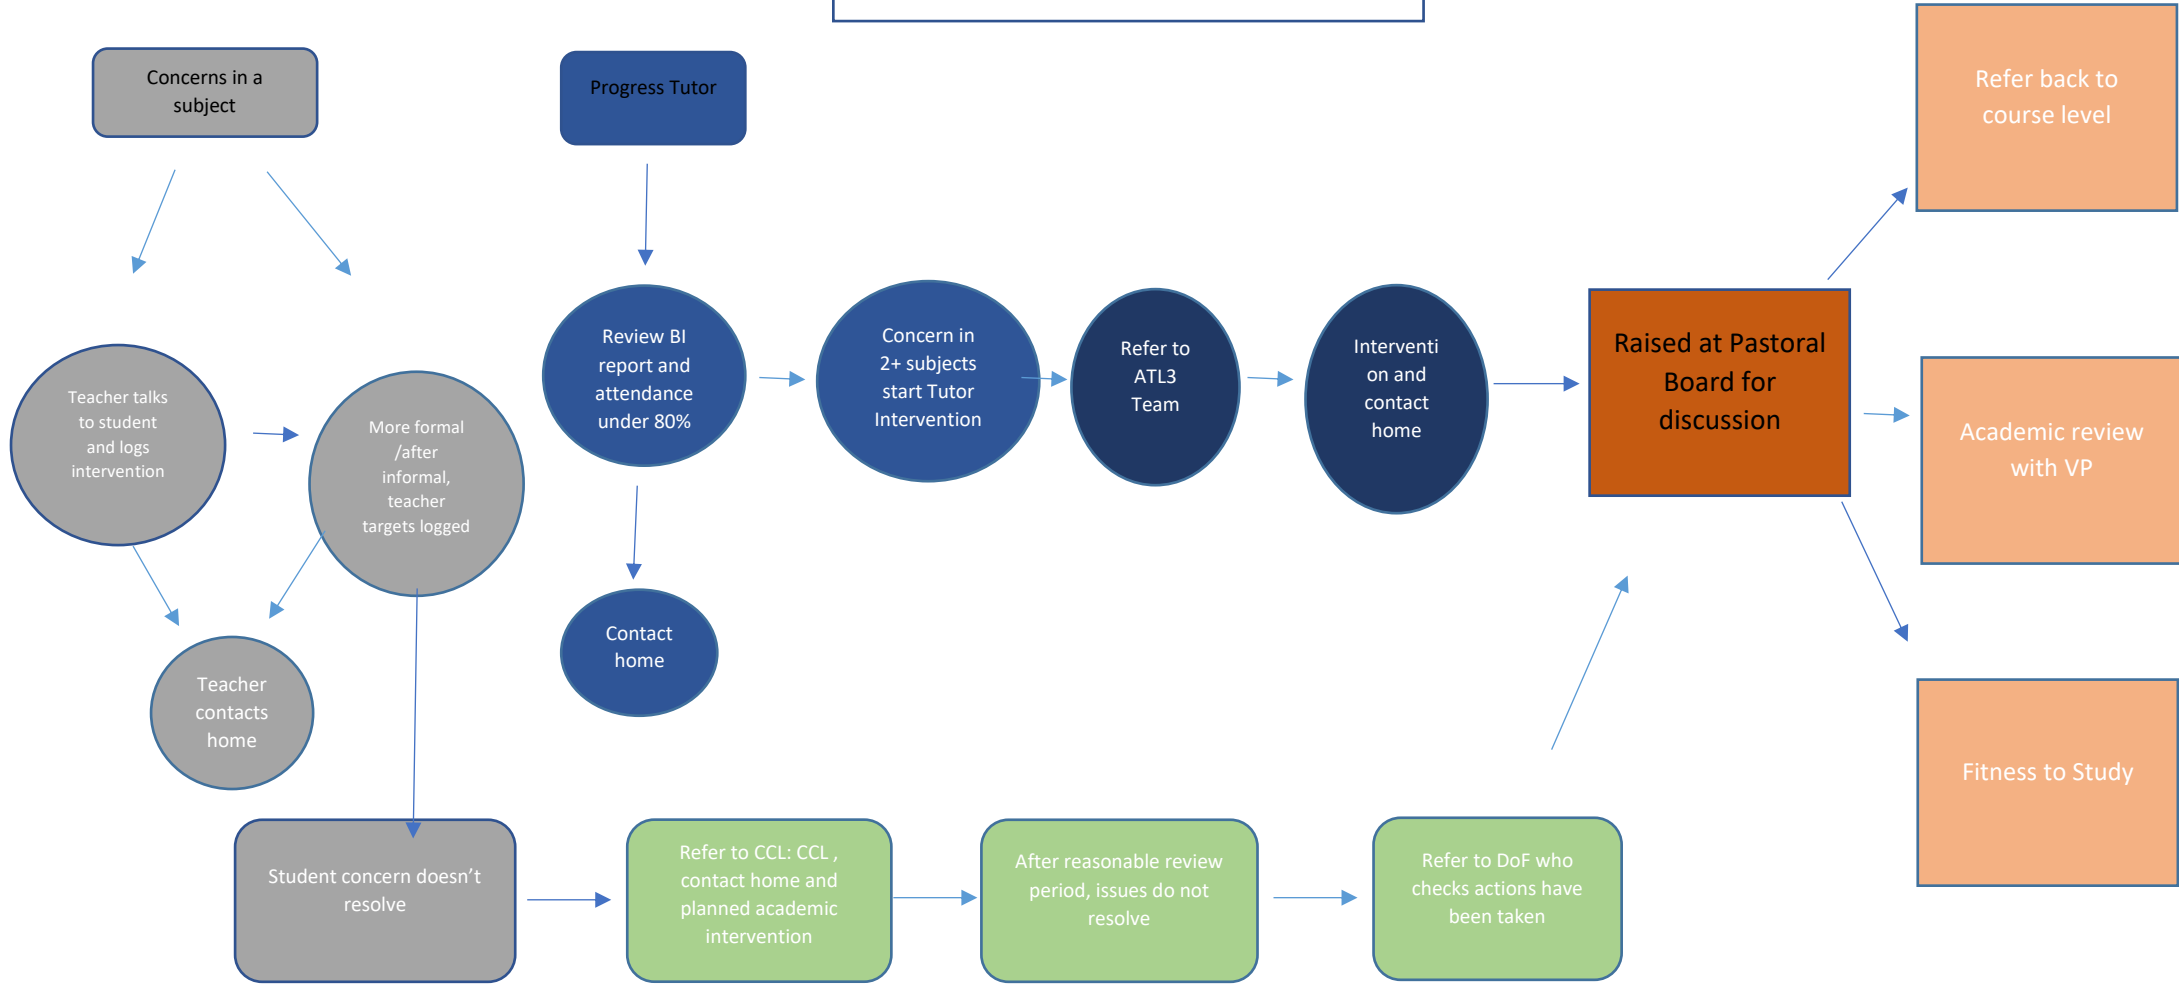 Concerns in a
subject
Progress Tutor
Refer back to
course level
Teacher talks
to student
and logs
intervention
More formal
/after
informal,
teacher
targets logged
Review BI
report and
attendance
under 80%
Concern in
2+ subjects
start Tutor
Intervention
Refer to
ATL3
Team
Interventi
on and
contact
home
Raised at Pastoral
Board for
discussion
Academic review
with VP
Teacher
contacts
home
Contact
home
Fitness to Study
Student concern doesn’t
resolve
Refer to CCL: CCL ,
contact home and
planned academic
intervention
After reasonable review
period, issues do not
resolve
Refer to DoF who
checks actions have
been taken